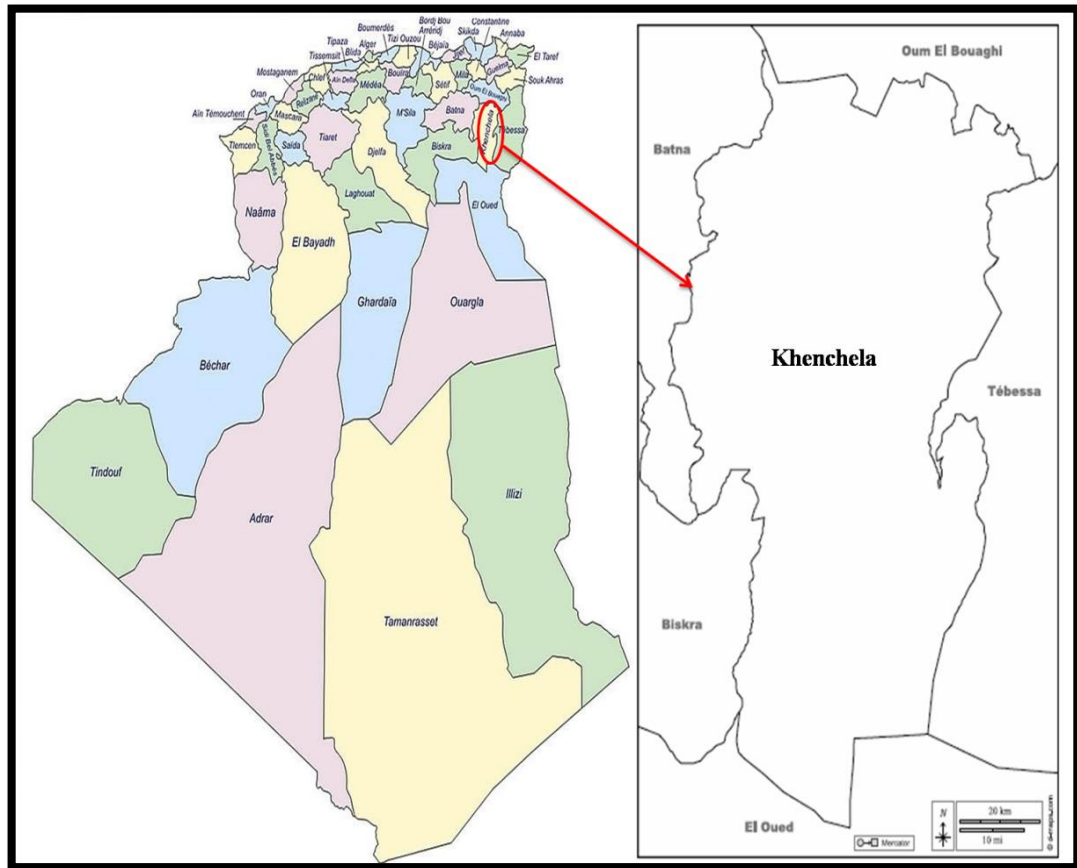 Boumerdès
Tizi Ouzou
Bordj Bou
Arréridj
Constantine
Skikda
Annaba
Tipaza
Blida
Alger
Béjaïa
El Taref
Tissemsilt
Bouira
Guelma
Mostaganem
Chlef
Aïn Defla
Médéa
Sétif
Mila
Souk Ahras
Oran
Relizane
Oum El Bouaghi
Aïn Témouchent
Mascara
M'Sila
Batna
Khenchela
Tébessa
Tlemcen
Sidi Bel Abbès
Saïda
Tiaret
Djelfa
Biskra
Laghouat
El Oued
Naâma
El Bayadh
Ghardaïa
Ouargla
Béchar
Tindouf
Adrar
Illizi
Tamanrasset
Oum El Bouaghi
Batna
Khenchela
Tébessa
Biskra
El Oued
Mercator
N
20 km
10 mi
© d-maps.com